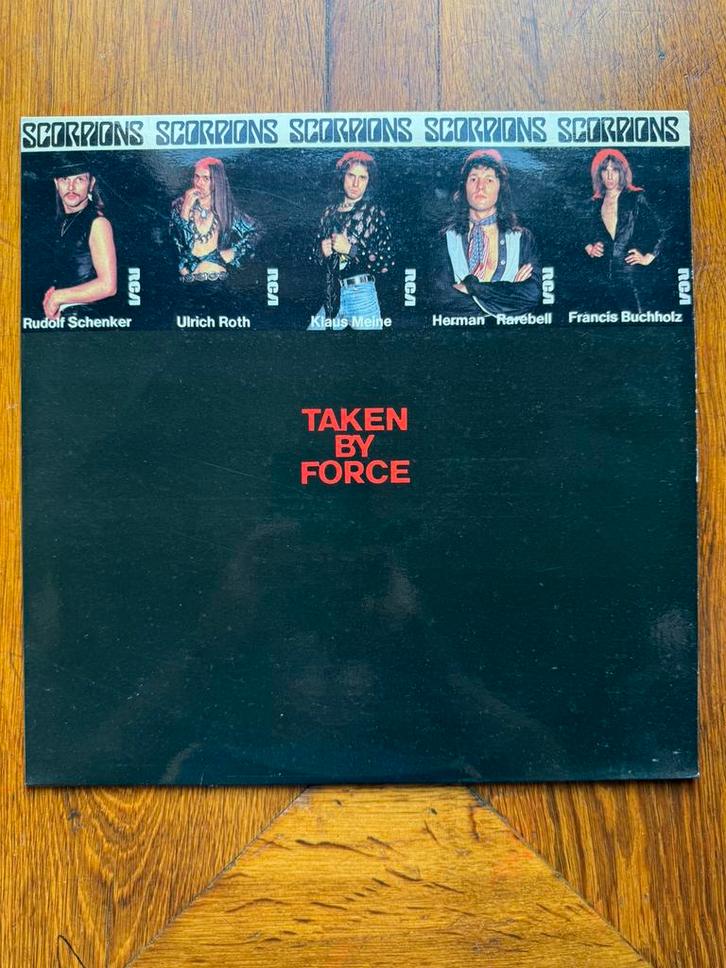 SCORPIONS SCORPIONS SCORPIONS SCORPIONS SCORPIONS
RCA RCA RCA RCA RCA
Rudolf Schenker Ulrich Roth Klaus Meine Herman Rarebell Francis Buchholz
TAKEN
BY
FORCE